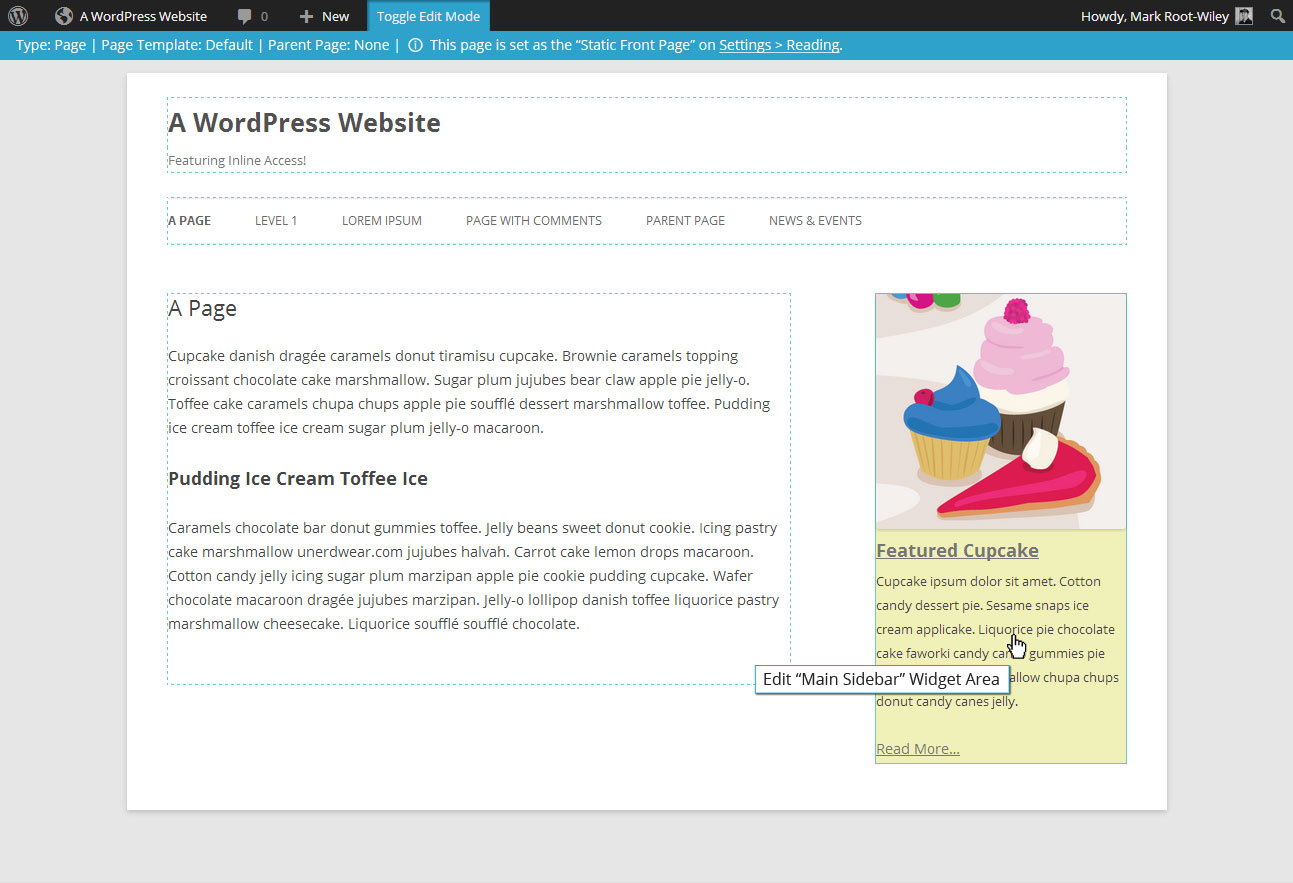 A WordPress Website 0 New Toggle Edit Mode Howdy, Mark Root-Wiley
Type: Page | Page Template: Default | Parent Page: None | This page is set as the “Static Front Page” on Settings > Reading.
A WordPress Website
Featuring Inline Access!
A PAGE LEVEL 1 LOREM IPSUM PAGE WITH COMMENTS PARENT PAGE NEWS & EVENTS
A Page
Cupcake danish dragée caramels donut tiramisu cupcake. Brownie caramels topping
croissant chocolate cake marshmallow. Sugar plum jujubes bear claw apple pie jelly-o.
Toffee cake caramels chupa chups apple pie soufflé dessert marshmallow toffee. Pudding
ice cream toffee ice cream sugar plum jelly-o macaroon.
Pudding Ice Cream Toffee Ice
Caramels chocolate bar donut gummies toffee. Jelly beans sweet donut cookie. Icing pastry
cake marshmallow unerdwear.com jujubes halvah. Carrot cake lemon drops macaroon.
Cotton candy jelly icing sugar plum marzipan apple pie cookie pudding cupcake. Wafer
chocolate macaroon dragée jujubes marzipan. Jelly-o lollipop danish toffee liquorice pastry
marshmallow cheesecake. Liquorice soufflé soufflé chocolate.
Featured Cupcake
Cupcake ipsum dolor sit amet. Cotton
candy dessert pie. Sesame snaps ice
cream applicake. Liquorice pie chocolate
cake faworki candy gummies pie
allow chupa chups
donut candy canes jelly.
Read More...
Edit “Main Sidebar” Widget Area